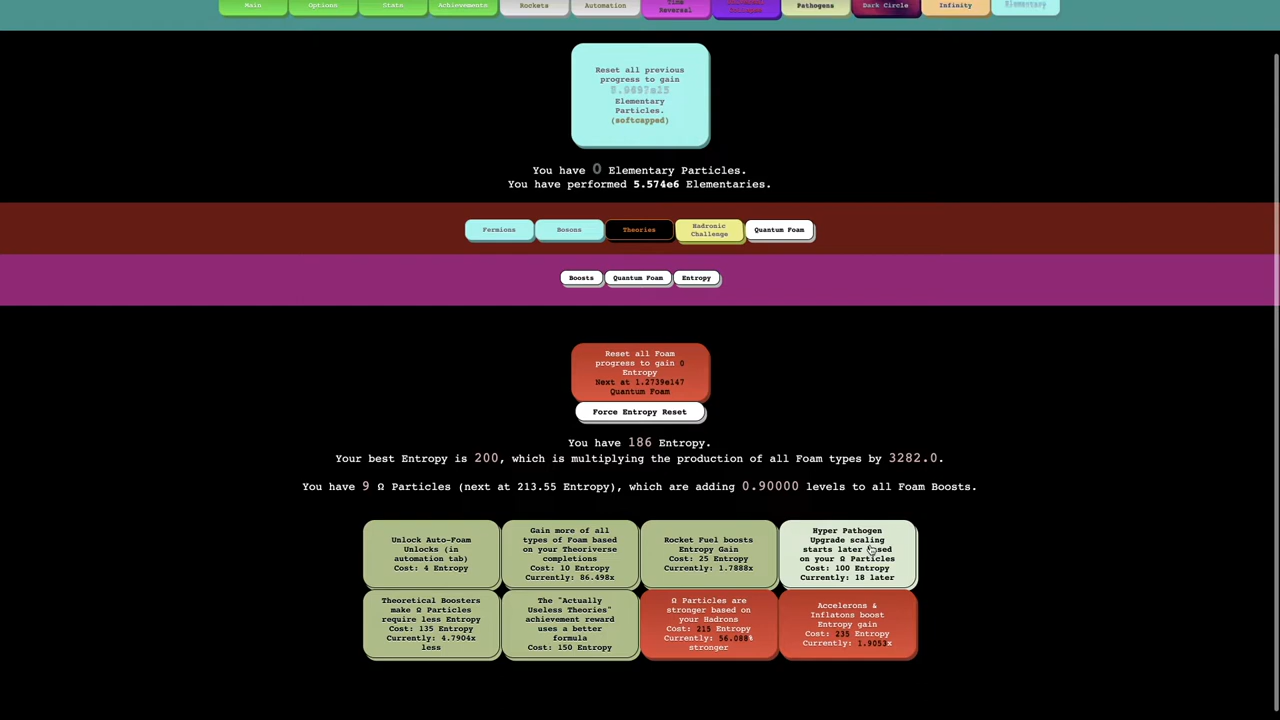 Main
Options
Stats
Achievements
Rockets
Automation
Time
Reversal
Pathogens
Dark Circle
Infinity
Elementary
Reset all previous
progress to gain
Elementary
Particles.
(softcapped)
You have 0 Elementary Particles.
You have performed 5.574e6 Elementaries.
Fermions
Bosons
Theories
Hadronic
Challenge
Quantum Foam
Boosts
Quantum Foam
Entropy
Reset all Foam
progress to gain 0
Entropy
Next at 1.2739e147
Quantum Foam
Force Entropy Reset
You have 186 Entropy.
Your best Entropy is 200, which is multiplying the production of all Foam types by 3282.0.
You have 9 Ω Particles (next at 213.55 Entropy), which are adding 0.90000 levels to all Foam Boosts.
Unlock Auto-Foam
Unlocks (in
automation tab)
Cost: 4 Entropy
Gain more of all
types of Foam based
on your Theoriverse
completions
Cost: 10 Entropy
Currently: 86.498x
Rocket Fuel boosts
Entropy Gain
Cost: 25 Entropy
Currently: 1.7888x
Hyper Pathogen
Upgrade scaling
starts later based
on your Ω Particles
Cost: 100 Entropy
Currently: 18 later
Theoretical Boosters
make Ω Particles
require less Entropy
Cost: 135 Entropy
Currently: 4.7904x
less
The "Actually
Useless Theories"
achievement reward
uses a better
formula
Cost: 150 Entropy
Ω Particles are
stronger based on
your Hadrons
Cost: 215 Entropy
Currently: 56.088%
stronger
Accelerons &
Inflatons boost
Entropy gain
Cost: 235 Entropy
Currently: 1.9053x